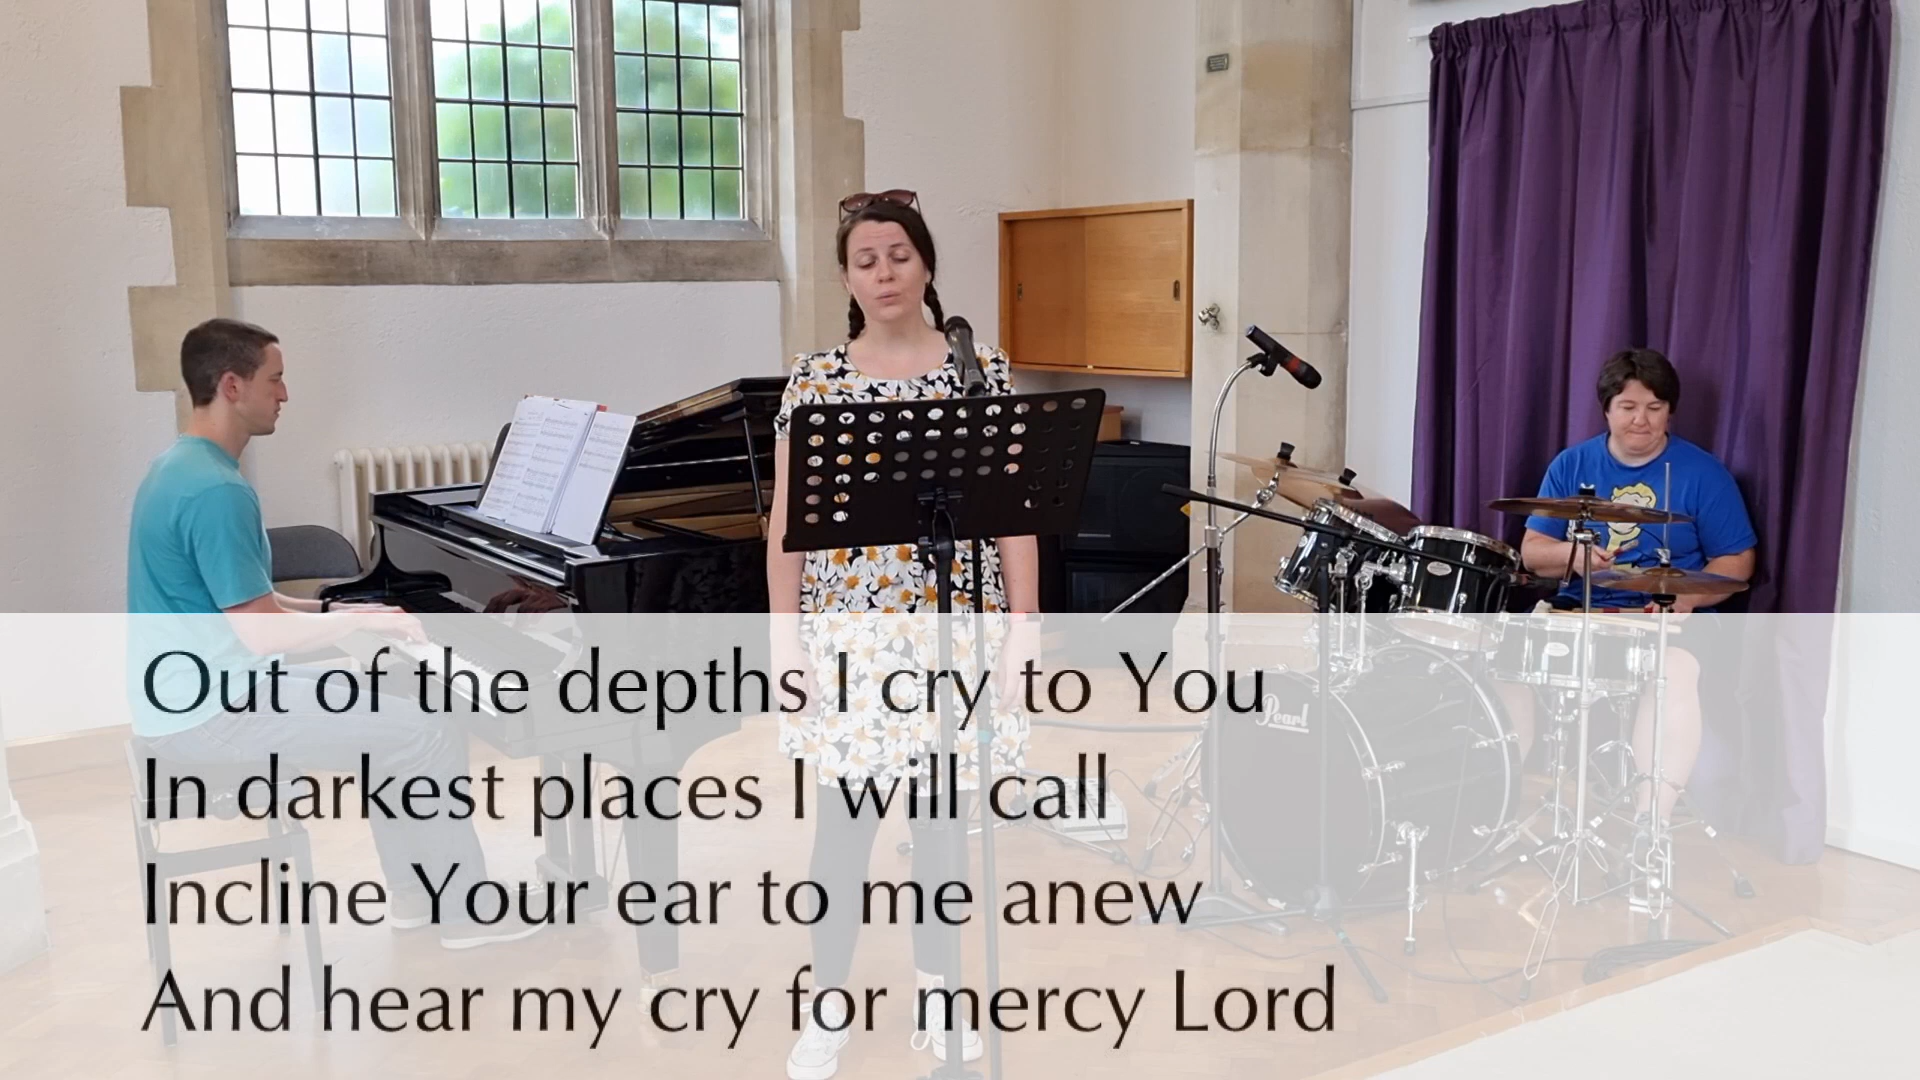 Out of the depths I cry to You
In darkest places I will call
Incline Your ear to me anew
And hear my cry for mercy Lord
Pearl